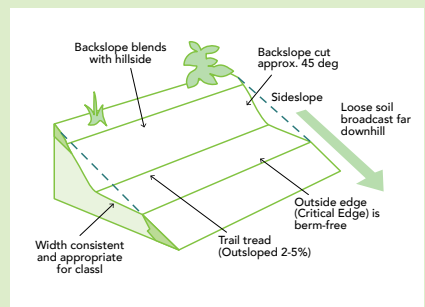 Backslope blends
with hillside
Backslope cut
approx. 45 deg
Sideslope
Loose soil
broadcast far
downhill
Outside edge
(Critical Edge) is
berm-free
Trail tread
(Outsloped 2-5%)
Width consistent
and appropriate
for classl